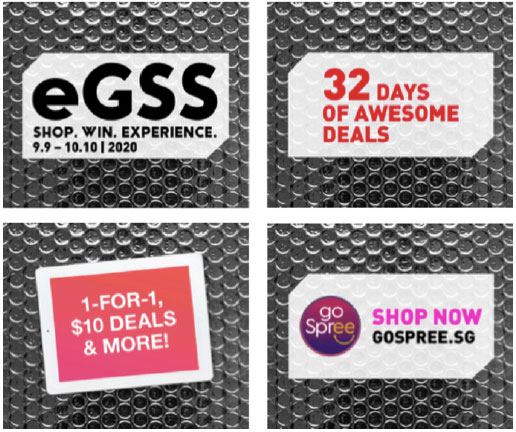 eGSS
SHOP. WIN. EXPERIENCE.
9.9 – 10.10 | 2020
32 DAYS
OF AWESOME
DEALS
1-FOR-1,
$10 DEALS
& MORE!
go
Spree
SHOP NOW
GOSPREE.SG